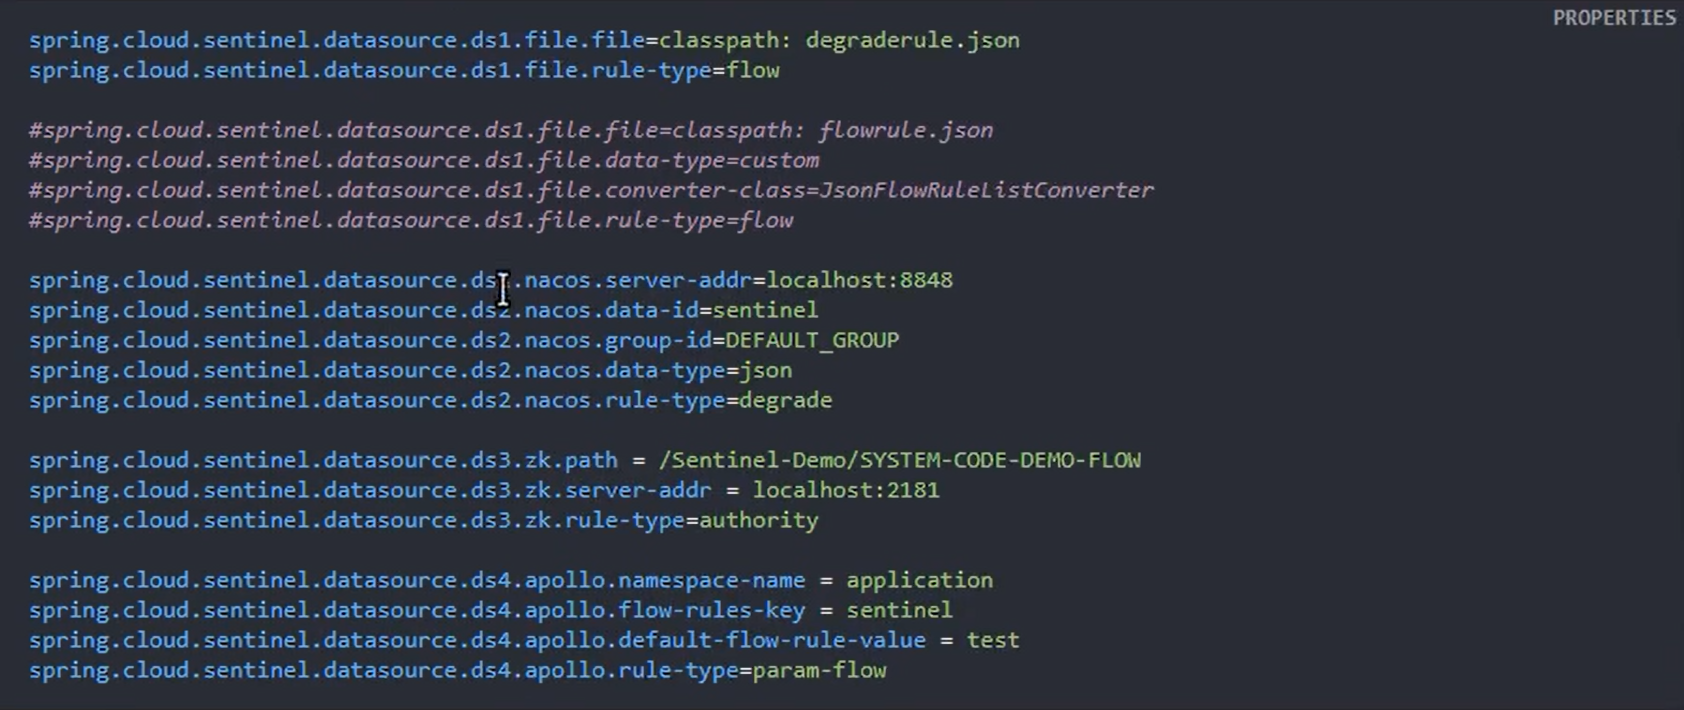 PROPERTIES
spring.cloud.sentinel.datasource.ds1.file.file=classpath: degraderule.json
spring.cloud.sentinel.datasource.ds1.file.rule-type=flow
#spring.cloud.sentinel.datasource.ds1.file.file=classpath: flowrule.json
#spring.cloud.sentinel.datasource.ds1.file.data-type=custom
#spring.cloud.sentinel.datasource.ds1.file.converter-class=JsonFlowRuleListConverter
#spring.cloud.sentinel.datasource.ds1.file.rule-type=flow
spring.cloud.sentinel.datasource.ds2.nacos.server-addr=localhost:8848
spring.cloud.sentinel.datasource.ds2.nacos.data-id=sentinel
spring.cloud.sentinel.datasource.ds2.nacos.group-id=DEFAULT_GROUP
spring.cloud.sentinel.datasource.ds2.nacos.data-type=json
spring.cloud.sentinel.datasource.ds2.nacos.rule-type=degrade
spring.cloud.sentinel.datasource.ds3.zk.path = /Sentinel-Demo/SYSTEM-CODE-DEMO-FLOW
spring.cloud.sentinel.datasource.ds3.zk.server-addr = localhost:2181
spring.cloud.sentinel.datasource.ds3.zk.rule-type=authority
spring.cloud.sentinel.datasource.ds4.apollo.namespace-name = application
spring.cloud.sentinel.datasource.ds4.apollo.flow-rules-key = sentinel
spring.cloud.sentinel.datasource.ds4.apollo.default-flow-rule-value = test
spring.cloud.sentinel.datasource.ds4.apollo.rule-type=param-flow